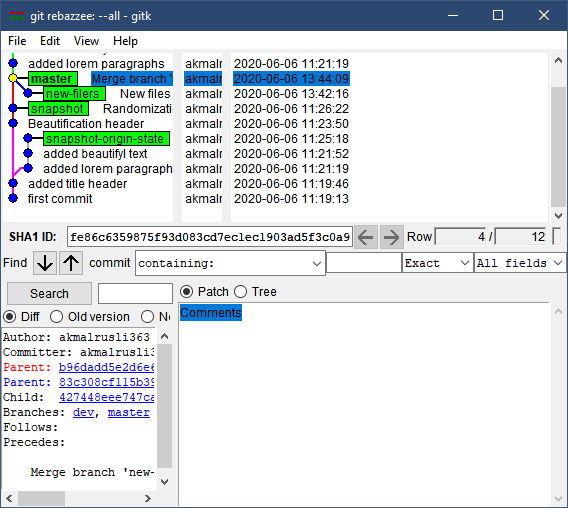 git rebazzee: --all - gitk
File Edit View Help
added lorem paragraphs akmalr 2020-06-06 11:21:19
master Merge branch ' akmalr 2020-06-06 13:44:09
new-filers New files akmalr 2020-06-06 13:42:16
snapshot Randomizati akmalr 2020-06-06 11:26:22
Beautification header akmalr 2020-06-06 11:23:50
snapshot-origin-state akmalr 2020-06-06 11:25:18
added beautifyl text akmalr 2020-06-06 11:21:52
added lorem paragraph akmalr 2020-06-06 11:21:19
added title header akmalr 2020-06-06 11:19:46
first commit akmalr 2020-06-06 11:19:13
SHA1 ID: fe86c6359875f93d083cd7ec1ec1903ad5f3c0a9 Row 4 / 12
Find commit containing: Exact All fields
Search Patch Tree
Diff Old version
Comments
Author: akmalrusli363
Committer: akmalrusli3
Parent: b96dadd5e2d6e6
Parent: 83c308cf115b39
Child: 427448eee747ca
Branches: dev, master
Follows:
Precedes:
Merge branch 'new-